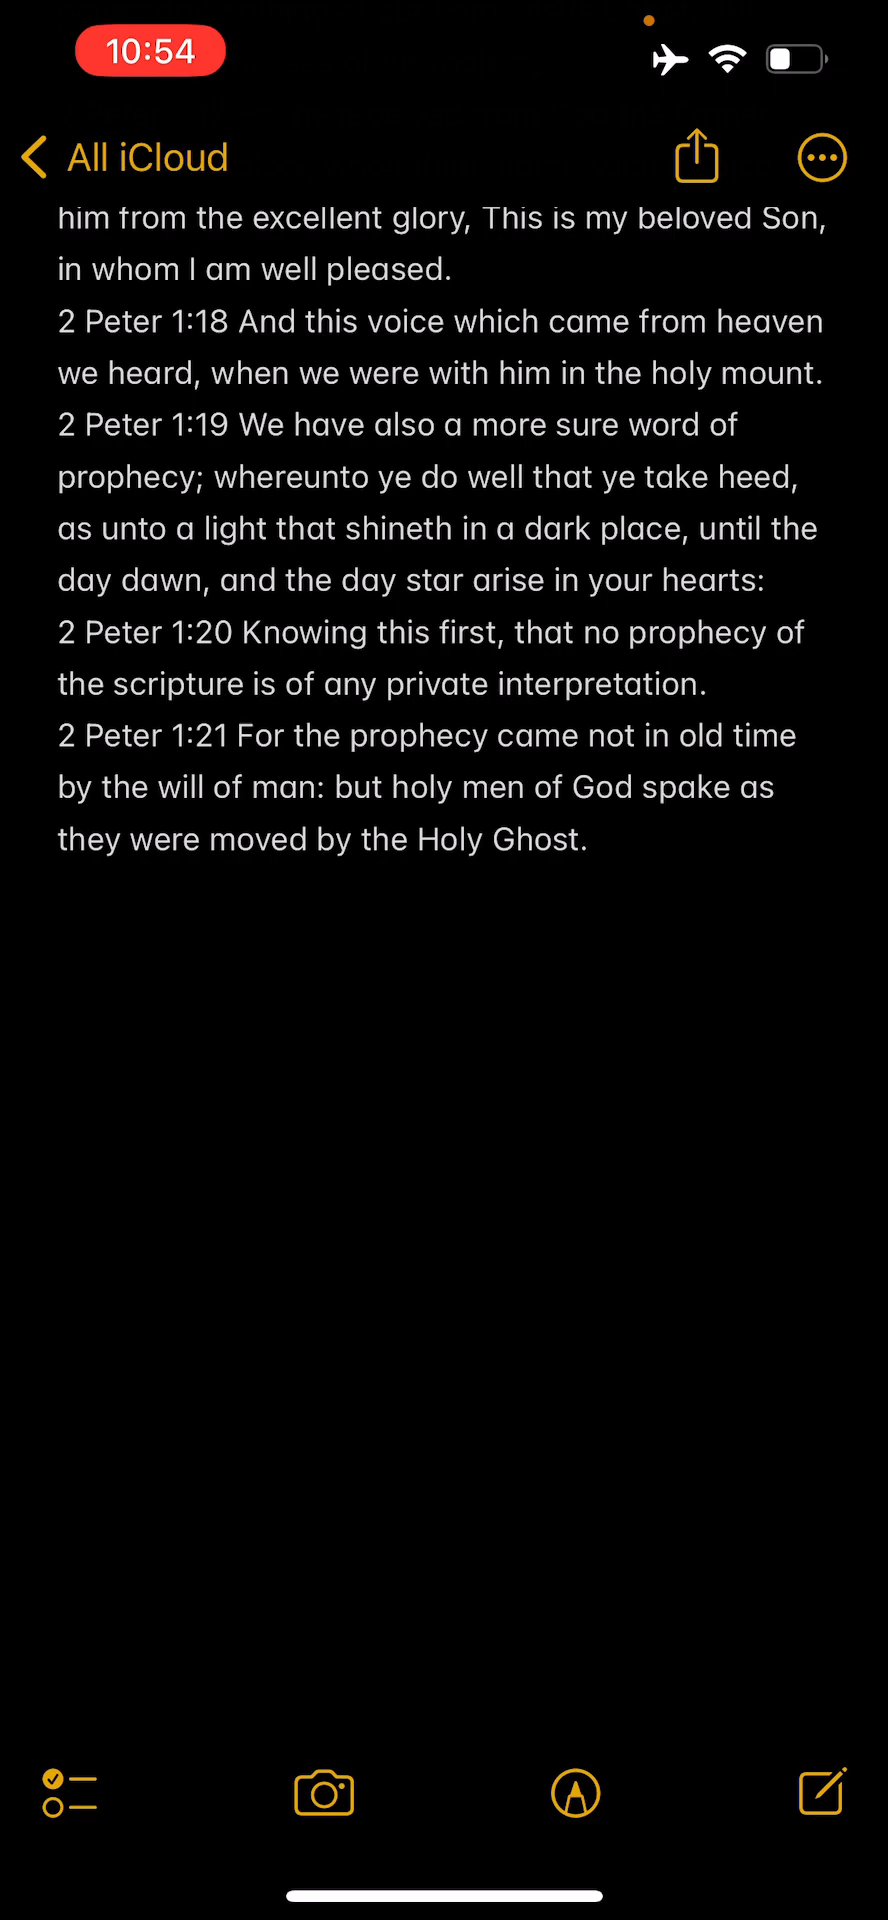 10:54
All iCloud
him from the excellent glory, This is my beloved Son,
in whom I am well pleased.
2 Peter 1:18 And this voice which came from heaven
we heard, when we were with him in the holy mount.
2 Peter 1:19 We have also a more sure word of
prophecy; whereunto ye do well that ye take heed,
as unto a light that shineth in a dark place, until the
day dawn, and the day star arise in your hearts:
2 Peter 1:20 Knowing this first, that no prophecy of
the scripture is of any private interpretation.
2 Peter 1:21 For the prophecy came not in old time
by the will of man: but holy men of God spake as
they were moved by the Holy Ghost.